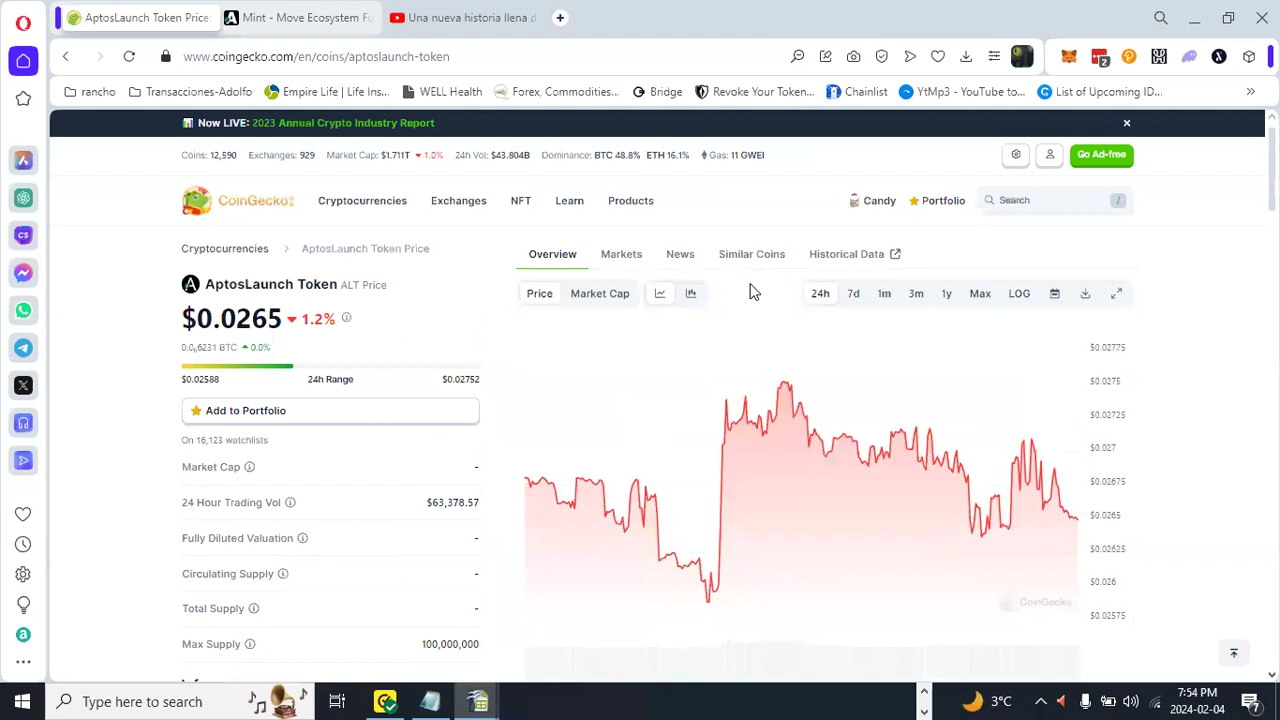 AptosLaunch Token Price:
Mint - Move Ecosystem Fu
Una nueva historia llena d
www.coingecko.com/en/coins/aptoslaunch-token
2
rancho
Transacciones-Adolfo
Empire Life | Life Ins...
WELL Health
Forex, Commodities...
Bridge
Revoke Your Token...
Chainlist
YtMp3 - YouTube to...
List of Upcoming ID...
Now LIVE: 2023 Annual Crypto Industry Report
Coins: 12,590 Exchanges: 929 Market Cap: $1.711T 1.0% 24h Vol: $43.804B Dominance: BTC 48.8% ETH 16.1% Gas: 11 GWEI
Go Ad-free
CoinGecko
Cryptocurrencies Exchanges NFT Learn Products
Candy Portfolio Search /
Cryptocurrencies AptosLaunch Token Price
Overview Markets News Similar Coins Historical Data
AptosLaunch Token ALT Price
Price Market Cap
24h 7d 1m 3m 1y Max LOG
$0.0265 1.2%
0.0₆6231 BTC 0.0%
$0.02588 24h Range $0.02752
Add to Portfolio
On 16,123 watchlists
Market Cap -
24 Hour Trading Vol $63,378.57
Fully Diluted Valuation -
Circulating Supply -
Total Supply -
Max Supply 100,000,000
$0.02775
$0.0275
$0.02725
$0.027
$0.02675
$0.0265
$0.02625
$0.026
$0.02575
CoinGecko
Type here to search
3°C
7:54 PM
2024-02-04
7